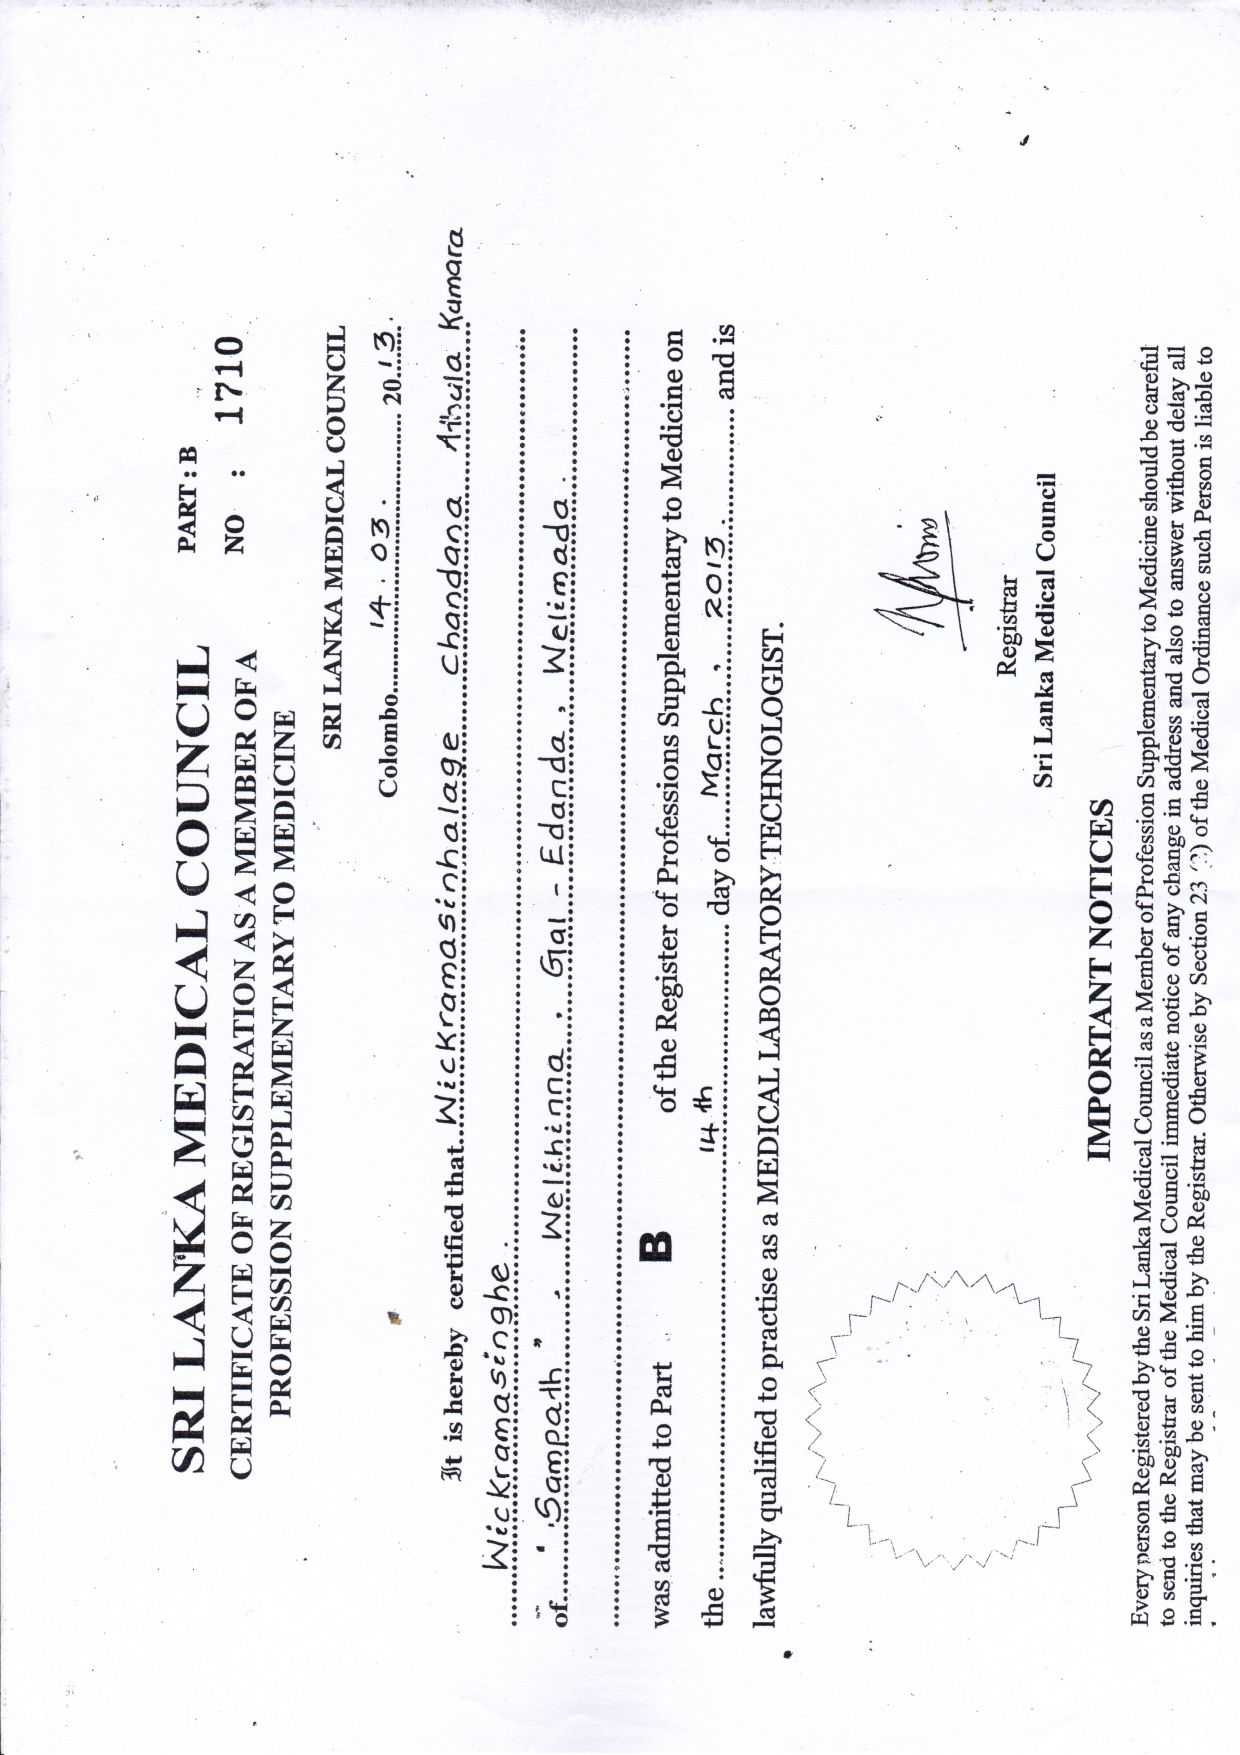 SRI LANKA MEDICAL COUNCIL PART : B
CERTIFICATE OF REGISTRATION AS A MEMBER OF A NO : 1710
PROFESSION SUPPLEMENTARY TO MEDICINE
SRI LANKA MEDICAL COUNCIL
Colombo 14.03. 2013.
It is hereby certified that Wickramasinhalage Chandana Athula Kumara
Wickramasinghe.
of "Sampath", Welihinna, Gal-Edanda, Welimada.
was admitted to Part B of the Register of Professions Supplementary to Medicine on
the 14th day of March, 2013. and is
lawfully qualified to practise as a MEDICAL LABORATORY TECHNOLOGIST.
Registrar
Sri Lanka Medical Council
IMPORTANT NOTICES
Every person Registered by the Sri Lanka Medical Council as a Member of Profession Supplementary to Medicine should be careful
to send to the Registrar of the Medical Council immediate notice of any change in address and also to answer without delay all
inquiries that may be sent to him by the Registrar. Otherwise by Section 23 of the Medical Ordinance such Person is liable to